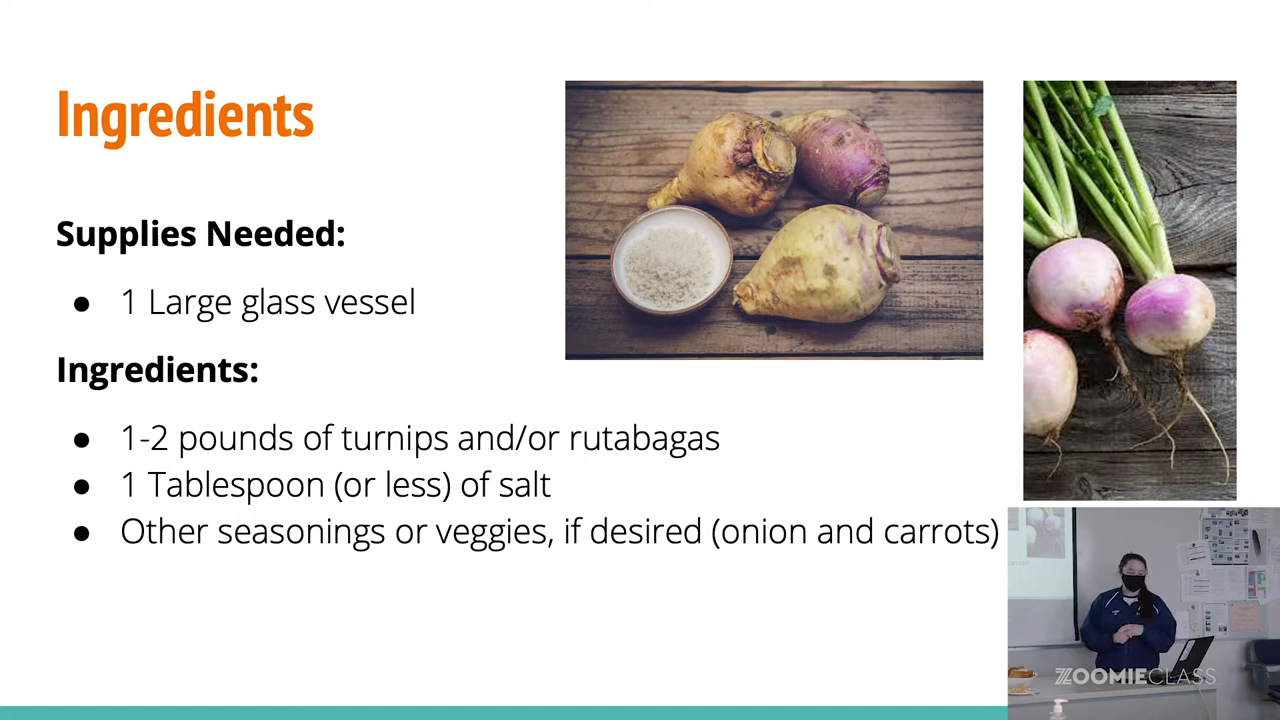 Ingredients
Supplies Needed:
● 1 Large glass vessel
Ingredients:
● 1-2 pounds of turnips and/or rutabagas
● 1 Tablespoon (or less) of salt
● Other seasonings or veggies, if desired (onion and carrots)
ZOOMIECLASS